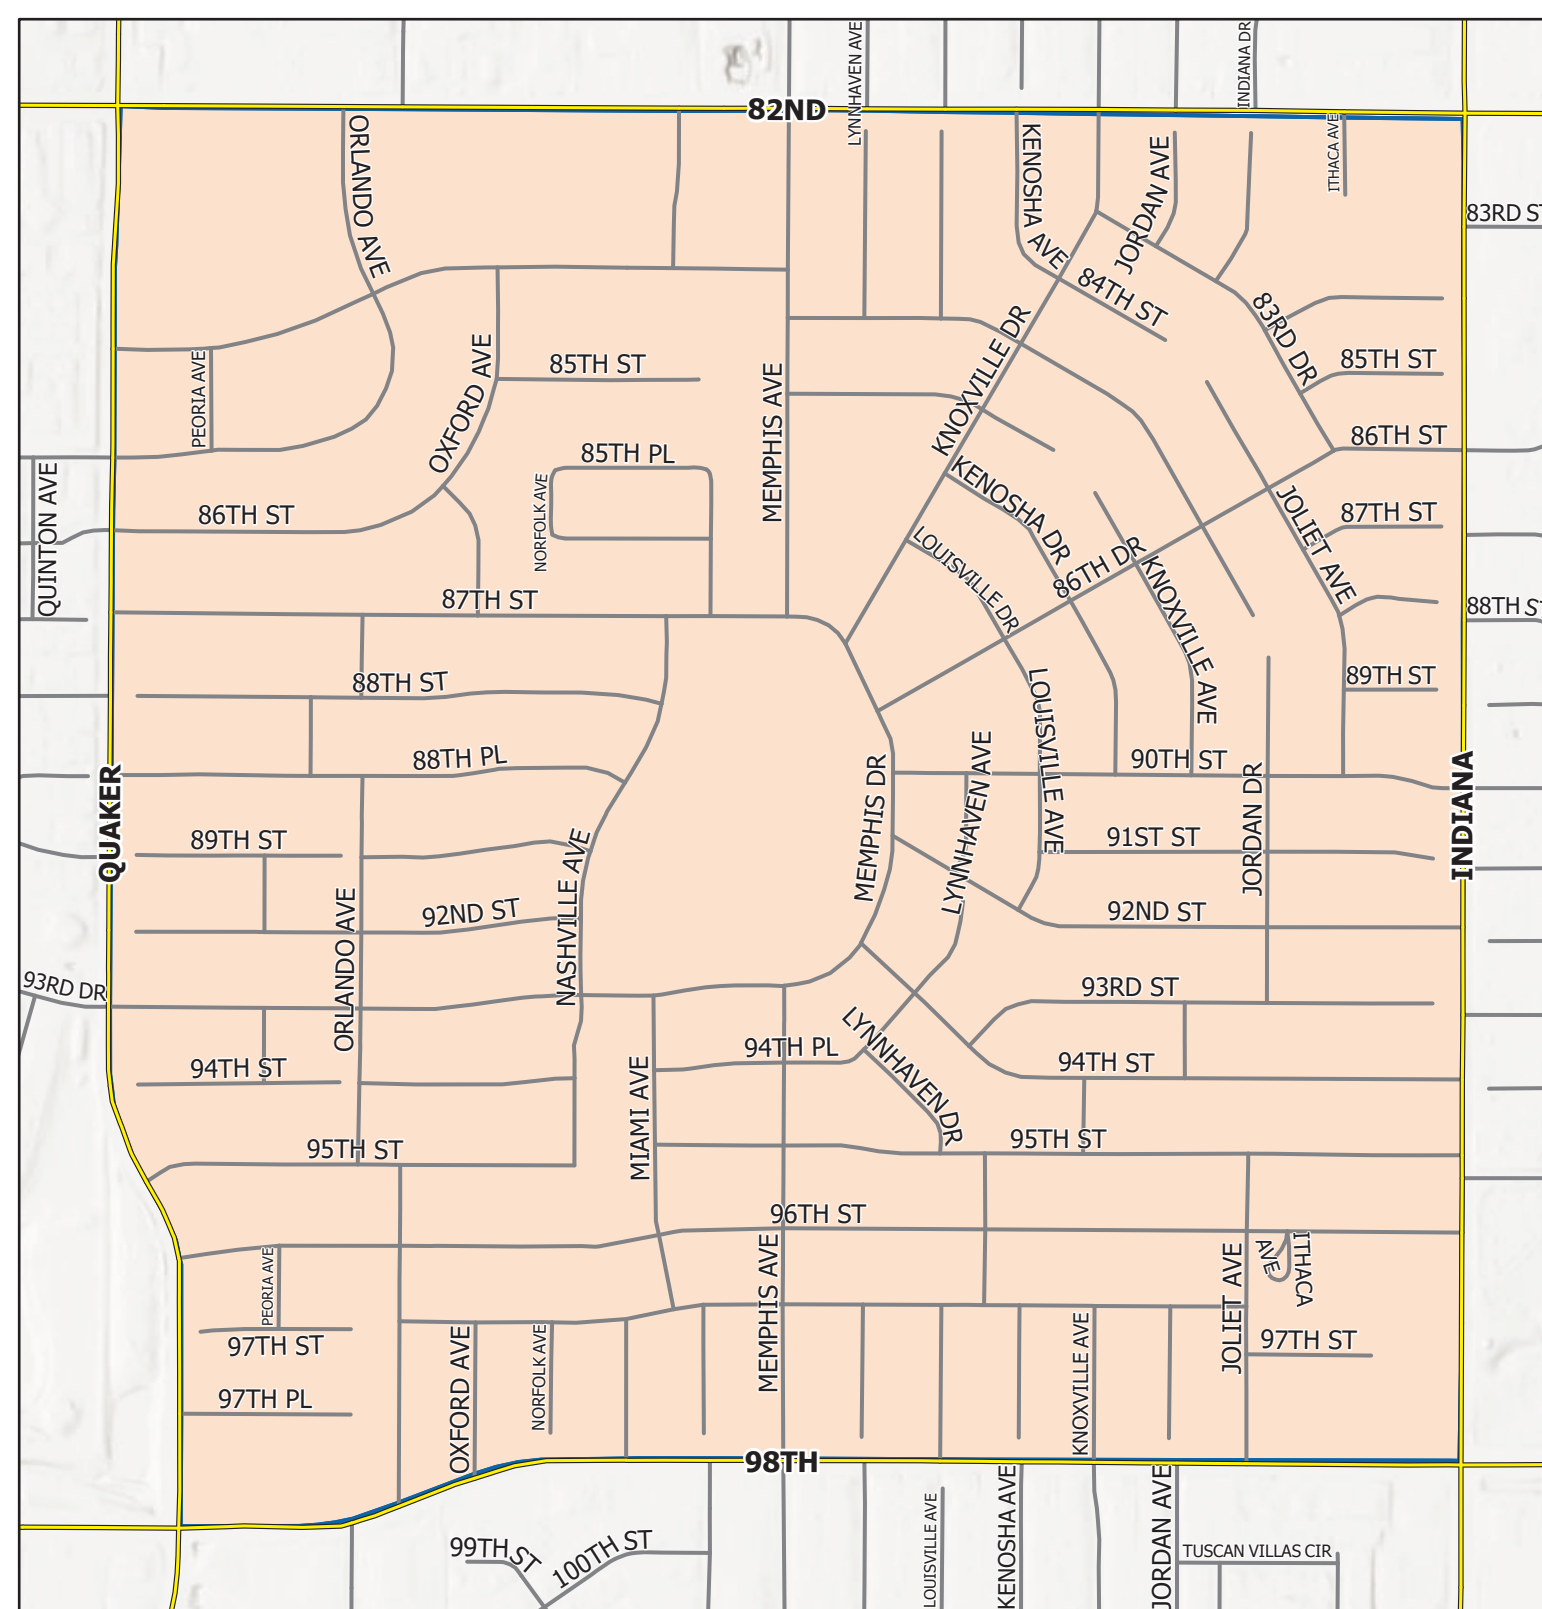 LYNNHAVEN AVE
INDIANA DR
82ND
ORLANDO AVE
KENOSHA AVE
JORDAN AVE
ITHACA AVE
83RD ST
84TH ST
83RD DR
KNOXVILLE DR
PEORIA AVE
OXFORD AVE
85TH ST
MEMPHIS AVE
85TH ST
86TH ST
85TH PL
NORFOLK AVE
QUINTON AVE
86TH ST
KENOSHA DR
JOLIET AVE
87TH ST
LOUISVILLE DR
86TH DR
KNOXVILLE AVE
87TH ST
88TH ST
88TH ST
89TH ST
LOUISVILLE AVE
88TH PL
LYNNHAVEN AVE
90TH ST
QUAKER
MEMPHIS DR
JORDAN DR
INDIANA
89TH ST
NASHVILLE AVE
91ST ST
ORLANDO AVE
92ND ST
92ND ST
93RD DR
93RD ST
94TH ST
MIAMI AVE
94TH PL
LYNNHAVEN DR
94TH ST
95TH ST
95TH ST
96TH ST
PEORIA AVE
MEMPHIS AVE
JOLIET AVE
ITHACA
AVE
97TH ST
OXFORD AVE
NORFOLK AVE
KNOXVILLE AVE
97TH ST
97TH PL
98TH
99TH ST
100TH ST
LOUISVILLE AVE
KENOSHA AVE
JORDAN AVE
TUSCAN VILLAS CIR